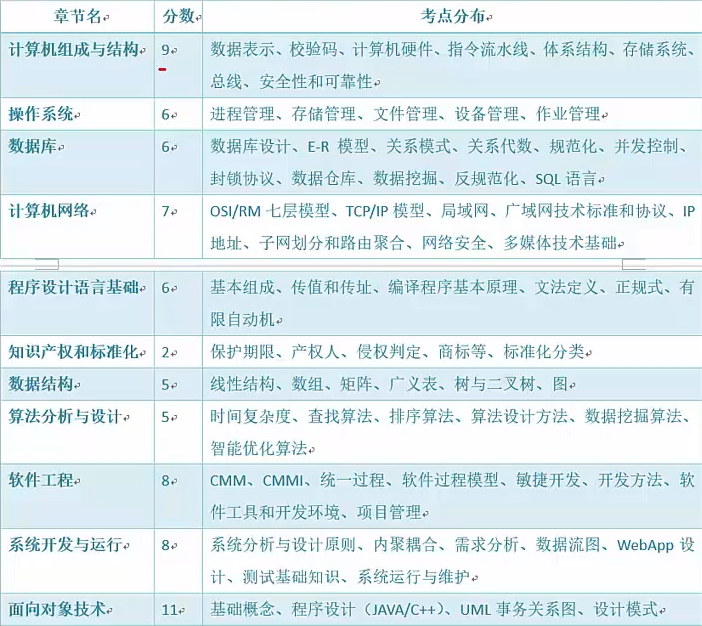 章节名 分数 考点分布
计算机组成与结构 9 数据表示、校验码、计算机硬件、指令流水线、体系结构、存储系统、
总线、安全性和可靠性
操作系统 6 进程管理、存储管理、文件管理、设备管理、作业管理
数据库 6 数据库设计、E-R 模型、关系模式、关系代数、规范化、并发控制、
封锁协议、数据仓库、数据挖掘、反规范化、SQL 语言
计算机网络 7 OSI/RM 七层模型、TCP/IP 模型、局域网、广域网技术标准和协议、IP
地址、子网划分和路由聚合、网络安全、多媒体技术基础
程序设计语言基础 6 基本组成、传值和传址、编译程序基本原理、文法定义、正规式、有
限自动机
知识产权和标准化 2 保护期限、产权人、侵权判定、商标等、标准化分类
数据结构 5 线性结构、数组、矩阵、广义表、树与二叉树、图
算法分析与设计 5 时间复杂度、查找算法、排序算法、算法设计方法、数据挖掘算法、
智能优化算法
软件工程 8 CMM、CMMI、统一过程、软件过程模型、敏捷开发、开发方法、软
件工具和开发环境、项目管理
系统开发与运行 8 系统分析与设计原则、内聚耦合、需求分析、数据流图、WebApp 设
计、测试基础知识、系统运行与维护
面向对象技术 11 基础概念、程序设计（JAVA/C++）、UML 事务关系图、设计模式